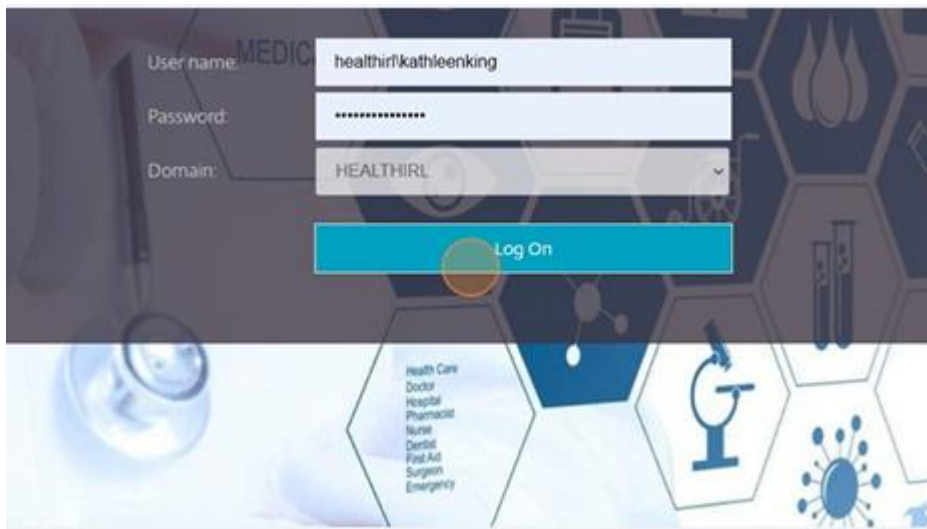 MEDIC
User name:
healthirl\kathleenking
Password:
•••••••••••••••
Domain:
HEALTHIRL
Log On
Health Care
Doctor
Hospital
Pharmacist
Nurse
Dentist
First Aid
Surgeon
Emergency